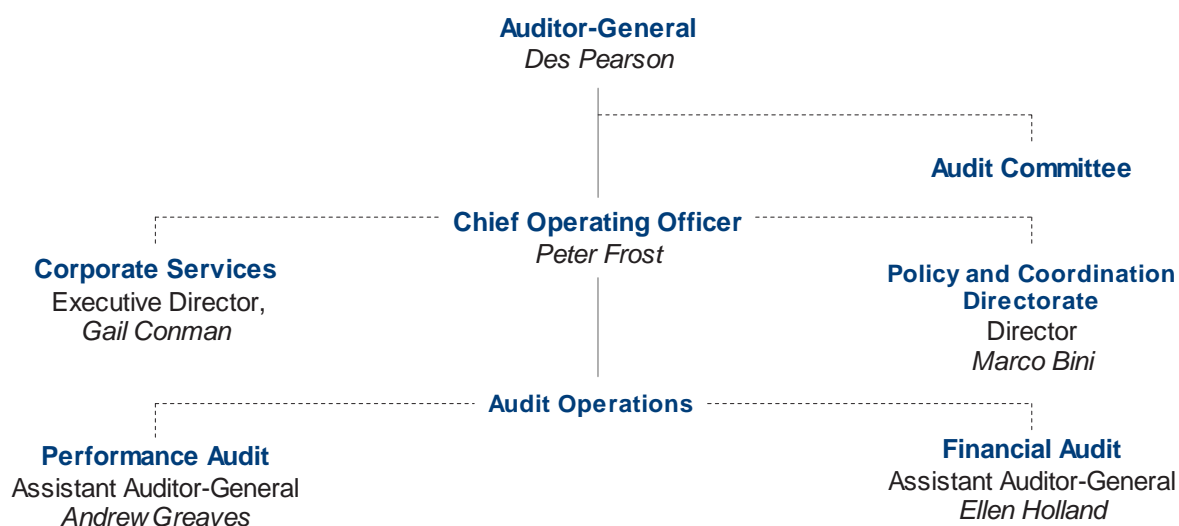 Auditor-General
Des Pearson
Audit Committee
Chief Operating Officer
Peter Frost
Corporate Services
Executive Director,
Gail Conman
Policy and Coordination
Directorate
Director
Marco Bini
Audit Operations
Performance Audit
Assistant Auditor-General
Andrew Greaves
Financial Audit
Assistant Auditor-General
Ellen Holland